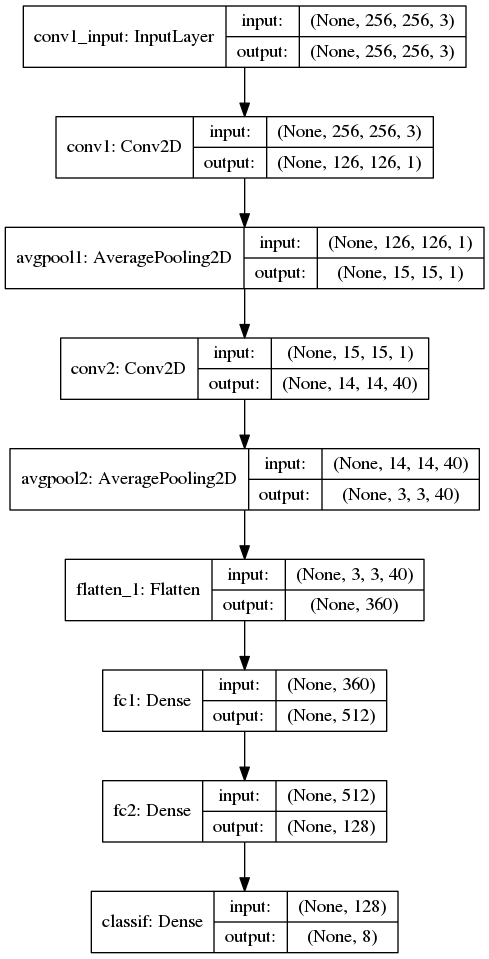 conv1_input: InputLayer
input:
(None, 256, 256, 3)
output:
(None, 256, 256, 3)
conv1: Conv2D
input:
(None, 256, 256, 3)
output:
(None, 126, 126, 1)
avgpool1: AveragePooling2D
input:
(None, 126, 126, 1)
output:
(None, 15, 15, 1)
conv2: Conv2D
input:
(None, 15, 15, 1)
output:
(None, 14, 14, 40)
avgpool2: AveragePooling2D
input:
(None, 14, 14, 40)
output:
(None, 3, 3, 40)
flatten_1: Flatten
input:
(None, 3, 3, 40)
output:
(None, 360)
fc1: Dense
input:
(None, 360)
output:
(None, 512)
fc2: Dense
input:
(None, 512)
output:
(None, 128)
classif: Dense
input:
(None, 128)
output:
(None, 8)